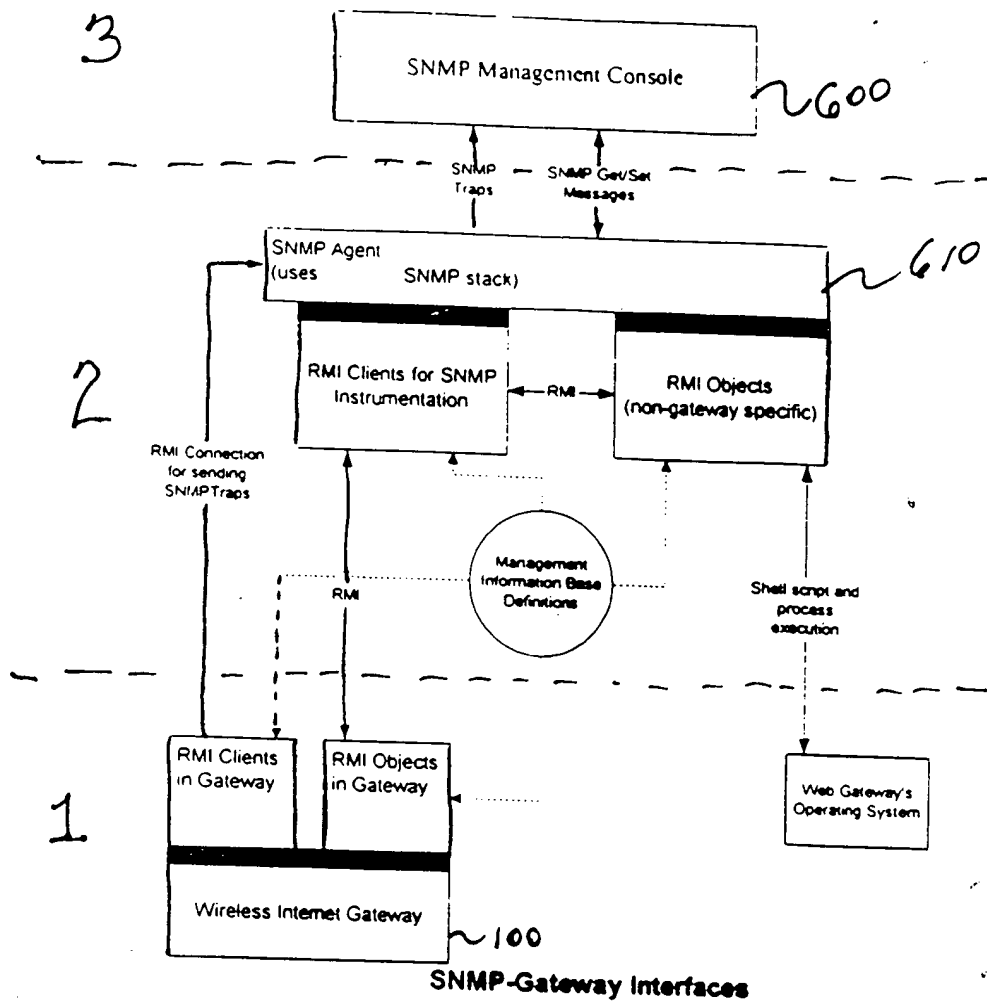 3
SNMP Management Console
600
SNMP
Traps
SNMP Get/Set
Messages
SNMP Agent
(uses SNMP stack)
610
2
RMI Clients for SNMP
Instrumentation
RMI
RMI Objects
(non-gateway specific)
RMI Connection
for sending
SNMP Traps
RMI
Management
Information Base
Definitions
Shell script and
process
execution
1
RMI Clients
in Gateway
RMI Objects
in Gateway
Web Gateway's
Operating System
Wireless Internet Gateway
100
SNMP-Gateway Interfaces